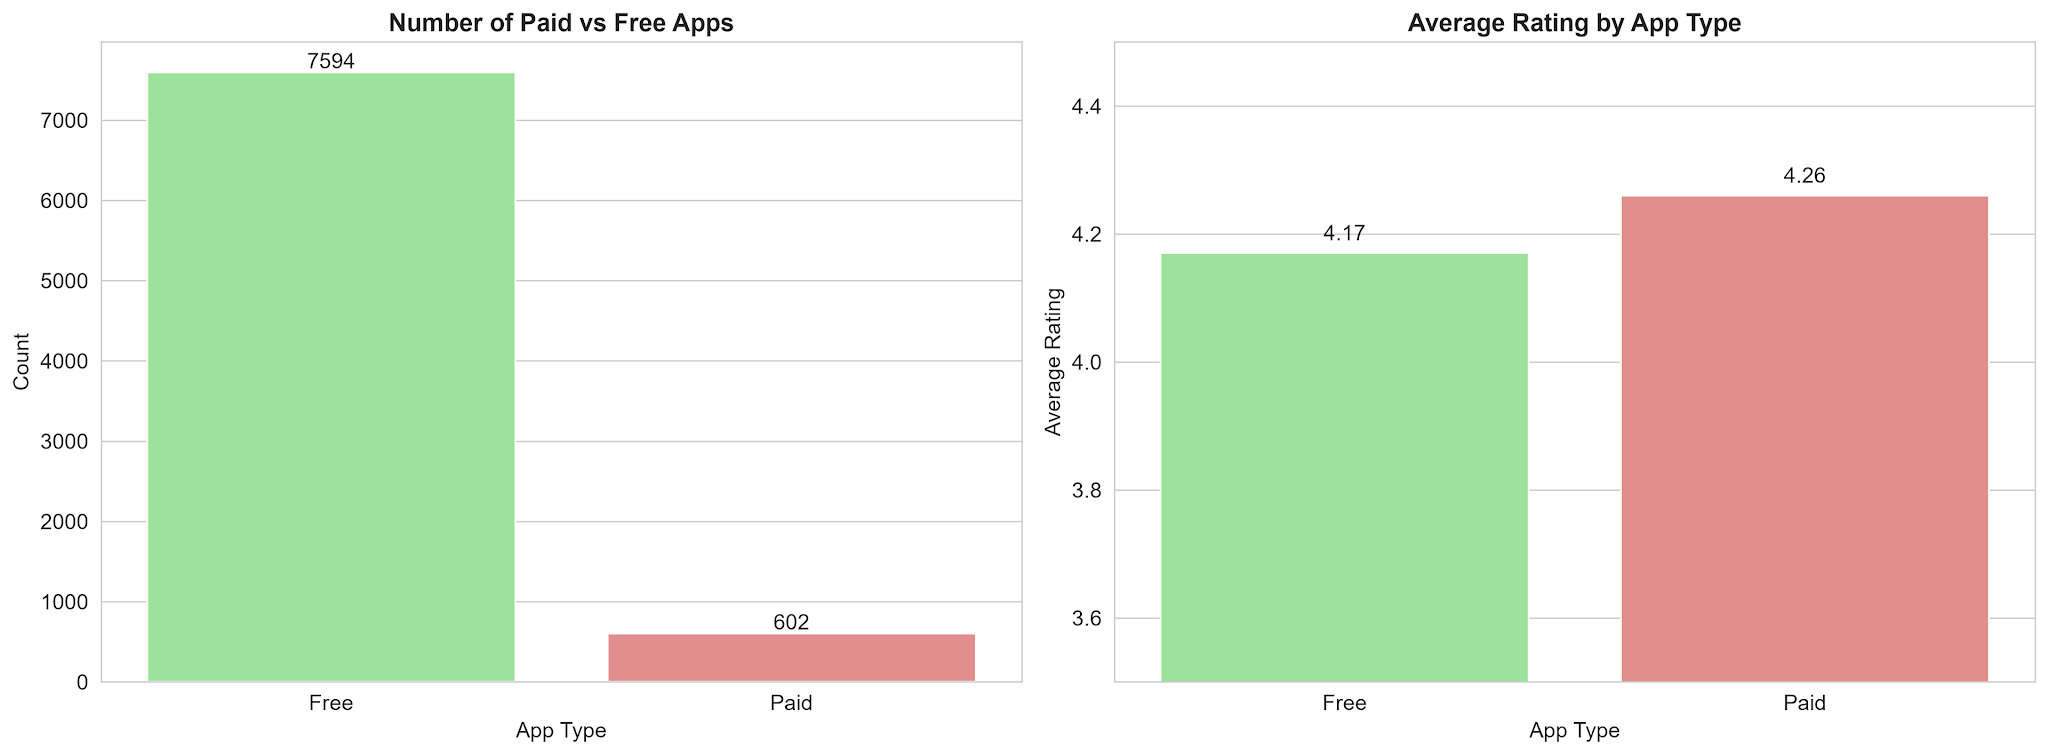 Number of Paid vs Free Apps
7594
7000
6000
5000
4000
3000
2000
1000
0
Count
602
Free
Paid
App Type
Average Rating by App Type
4.4
4.2
4.0
3.8
3.6
Average Rating
4.17
4.26
Free
Paid
App Type